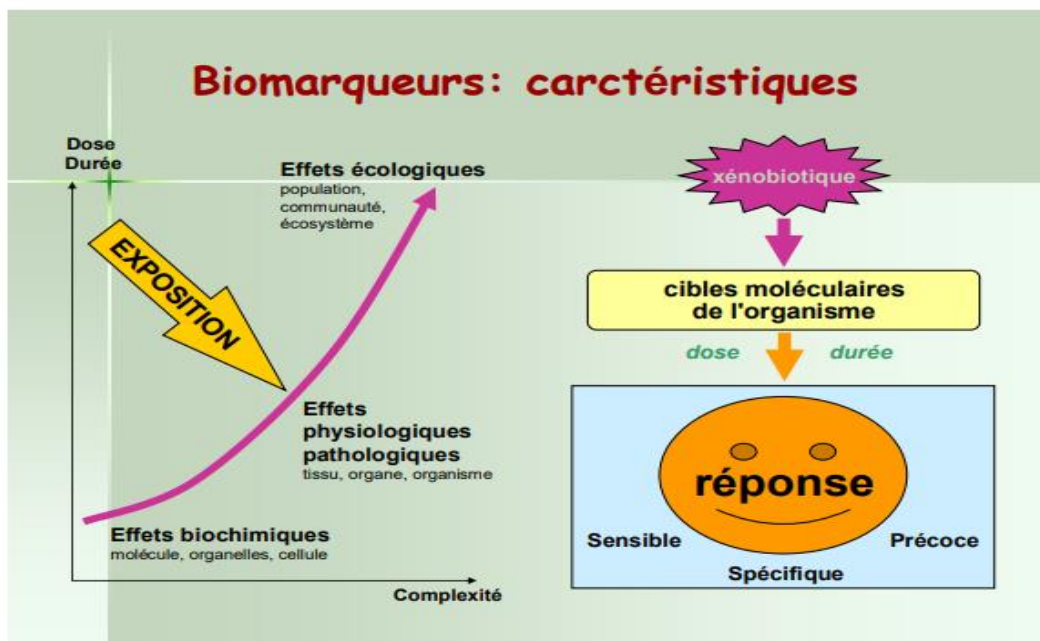 Biomarqueurs: carctéristiques
Dose
Durée
Effets écologiques
population,
communauté,
écosystème
EXPOSITION
Effets
physiologiques
pathologiques
tissu, organe, organisme
Effets biochimiques
molécule, organelles, cellule
Complexité
xénobiotique
cibles moléculaires
de l'organisme
dose durée
réponse
Sensible Précoce
Spécifique